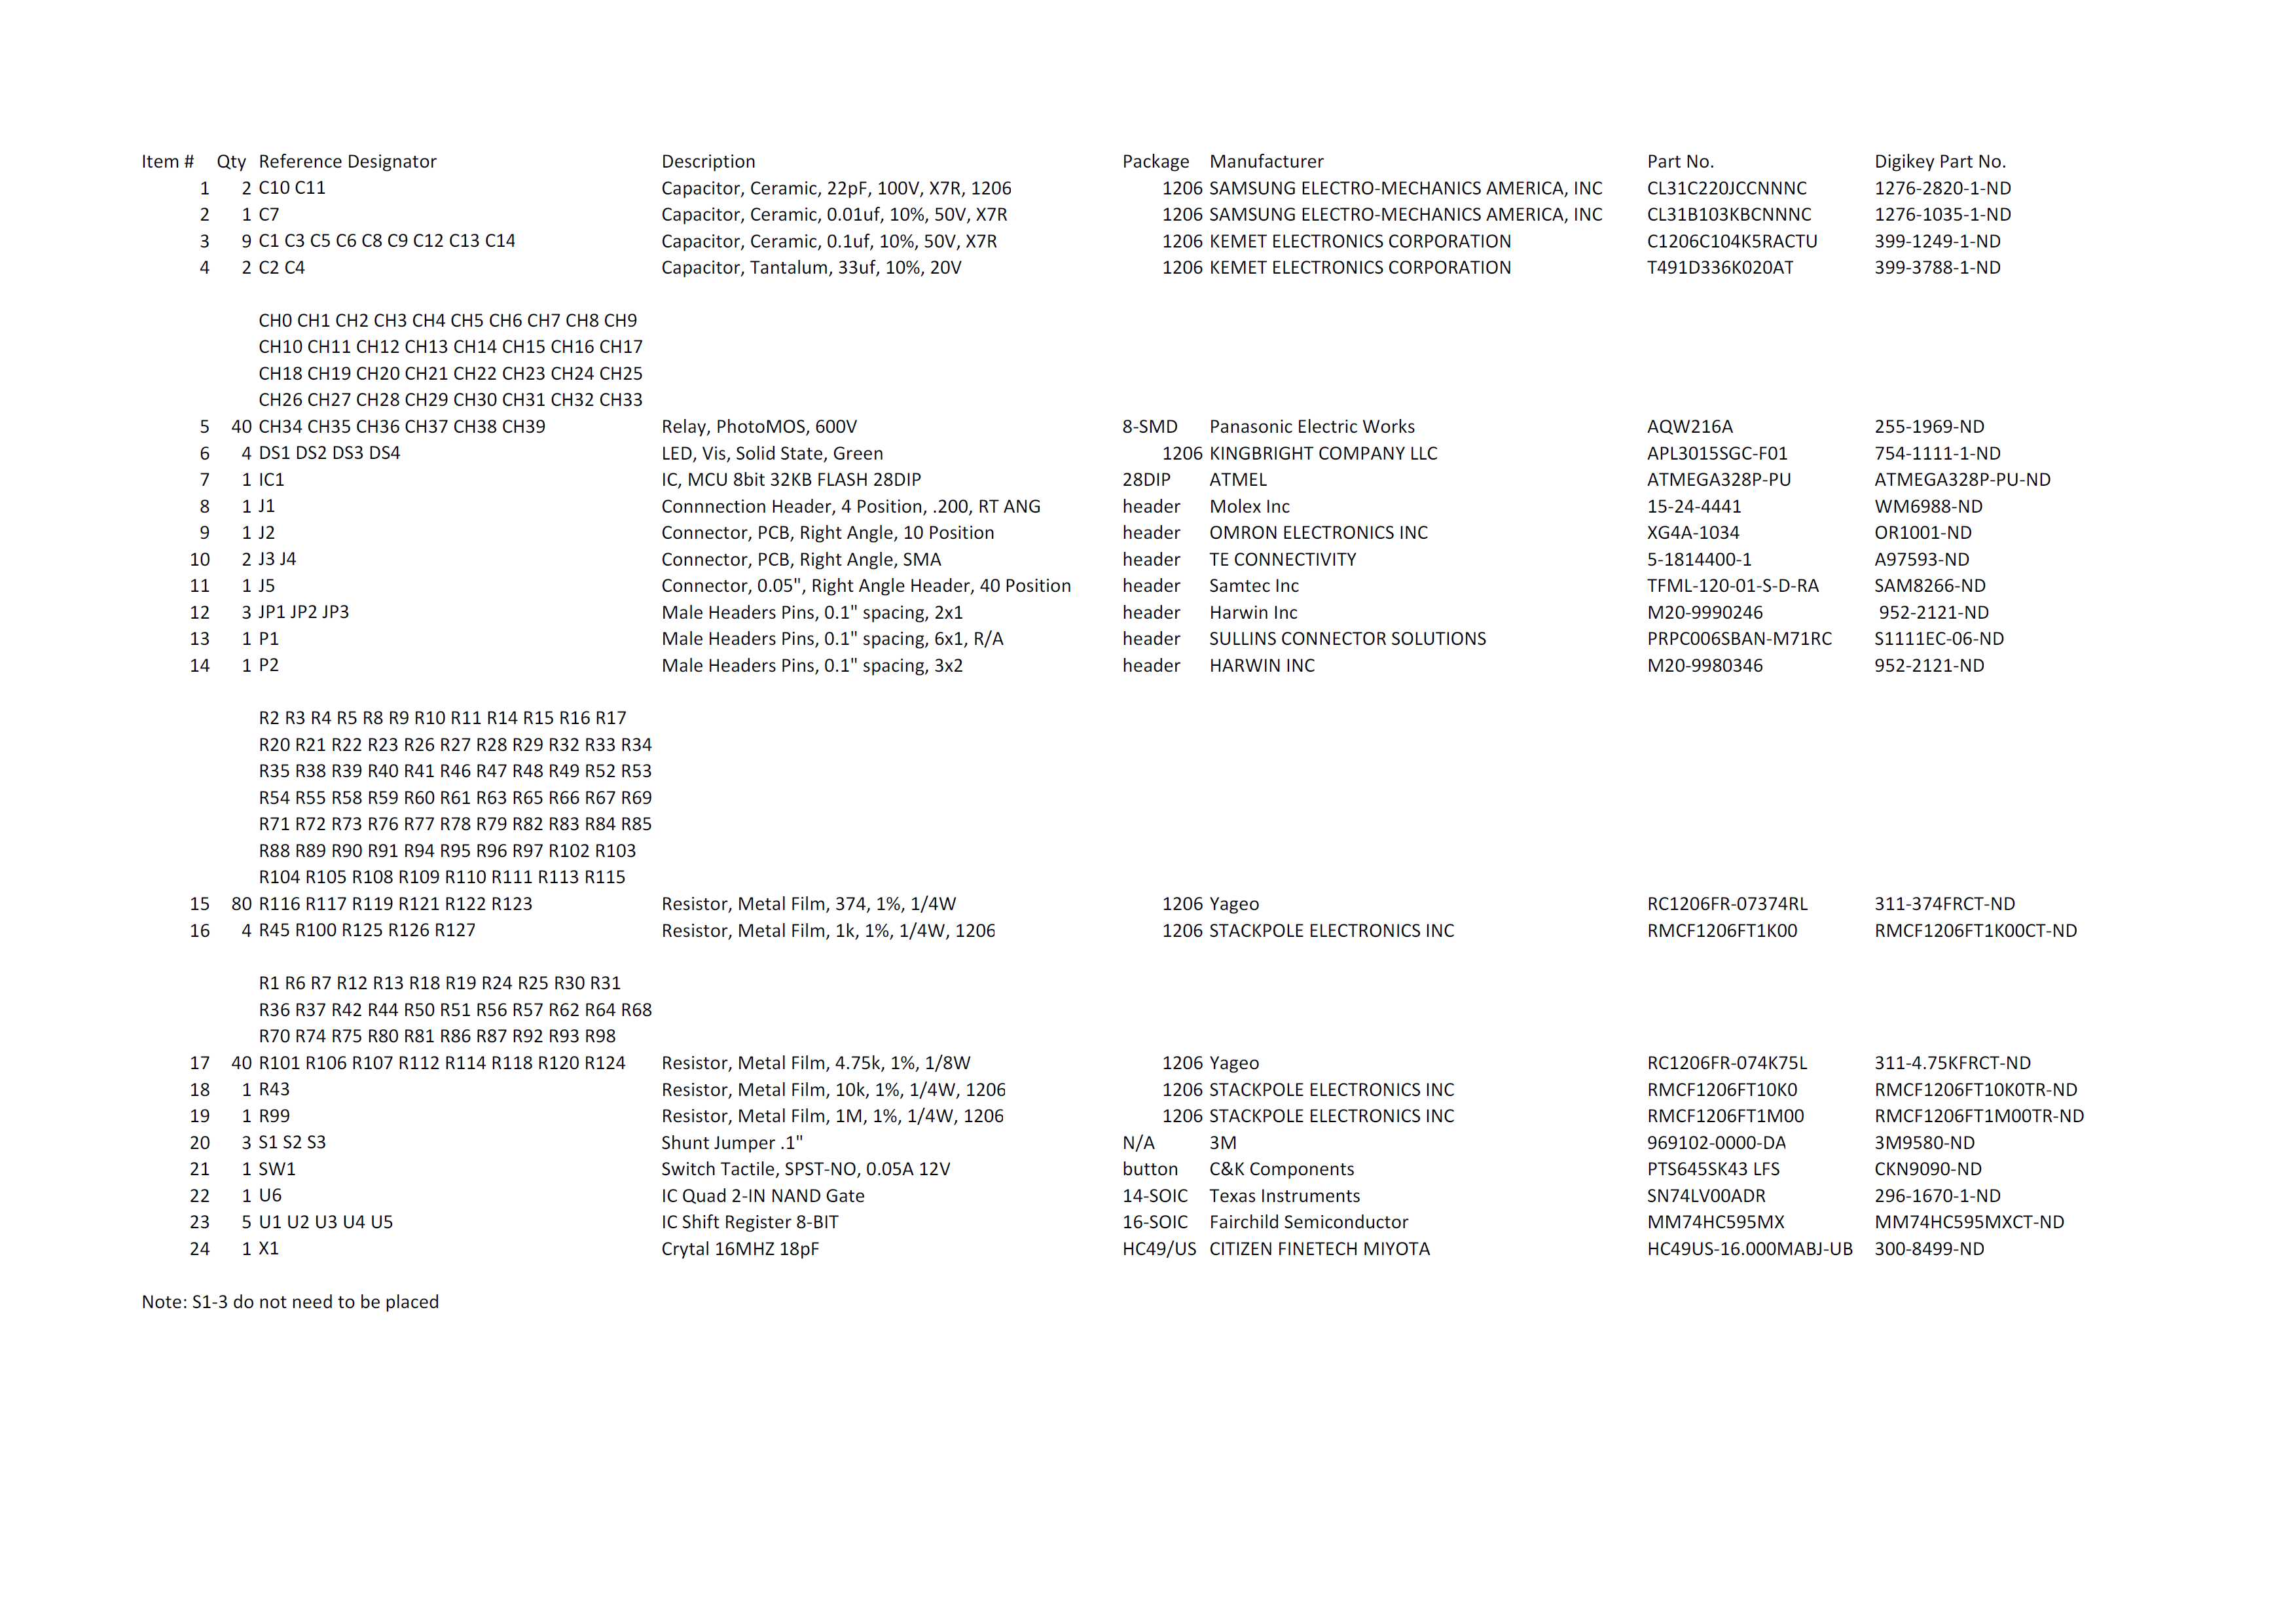 Item # Qty Reference Designator Description Package Manufacturer Part No. Digikey Part No.
1 2 C10 C11 Capacitor, Ceramic, 22pF, 100V, X7R, 1206 1206 SAMSUNG ELECTRO-MECHANICS AMERICA, INC CL31C220JCCNNNC 1276-2820-1-ND
2 1 C7 Capacitor, Ceramic, 0.01uf, 10%, 50V, X7R 1206 SAMSUNG ELECTRO-MECHANICS AMERICA, INC CL31B103KBCNNNC 1276-1035-1-ND
3 9 C1 C3 C5 C6 C8 C9 C12 C13 C14 Capacitor, Ceramic, 0.1uf, 10%, 50V, X7R 1206 KEMET ELECTRONICS CORPORATION C1206C104K5RACTU 399-1249-1-ND
4 2 C2 C4 Capacitor, Tantalum, 33uf, 10%, 20V 1206 KEMET ELECTRONICS CORPORATION T491D336K020AT 399-3788-1-ND
CH0 CH1 CH2 CH3 CH4 CH5 CH6 CH7 CH8 CH9
CH10 CH11 CH12 CH13 CH14 CH15 CH16 CH17
CH18 CH19 CH20 CH21 CH22 CH23 CH24 CH25
CH26 CH27 CH28 CH29 CH30 CH31 CH32 CH33
5 40 CH34 CH35 CH36 CH37 CH38 CH39 Relay, PhotoMOS, 600V 8-SMD Panasonic Electric Works AQW216A 255-1969-ND
6 4 DS1 DS2 DS3 DS4 LED, Vis, Solid State, Green 1206 KINGBRIGHT COMPANY LLC APL3015SGC-F01 754-1111-1-ND
7 1 IC1 IC, MCU 8bit 32KB FLASH 28DIP 28DIP ATMEL ATMEGA328P-PU ATMEGA328P-PU-ND
8 1 J1 Connnection Header, 4 Position, .200, RT ANG header Molex Inc 15-24-4441 WM6988-ND
9 1 J2 Connector, PCB, Right Angle, 10 Position header OMRON ELECTRONICS INC XG4A-1034 OR1001-ND
10 2 J3 J4 Connector, PCB, Right Angle, SMA header TE CONNECTIVITY 5-1814400-1 A97593-ND
11 1 J5 Connector, 0.05", Right Angle Header, 40 Position header Samtec Inc TFML-120-01-S-D-RA SAM8266-ND
12 3 JP1 JP2 JP3 Male Headers Pins, 0.1" spacing, 2x1 header Harwin Inc M20-9990246 952-2121-ND
13 1 P1 Male Headers Pins, 0.1" spacing, 6x1, R/A header SULLINS CONNECTOR SOLUTIONS PRPC006SBAN-M71RC S1111EC-06-ND
14 1 P2 Male Headers Pins, 0.1" spacing, 3x2 header HARWIN INC M20-9980346 952-2121-ND
R2 R3 R4 R5 R8 R9 R10 R11 R14 R15 R16 R17
R20 R21 R22 R23 R26 R27 R28 R29 R32 R33 R34
R35 R38 R39 R40 R41 R46 R47 R48 R49 R52 R53
R54 R55 R58 R59 R60 R61 R63 R65 R66 R67 R69
R71 R72 R73 R76 R77 R78 R79 R82 R83 R84 R85
R88 R89 R90 R91 R94 R95 R96 R97 R102 R103
R104 R105 R108 R109 R110 R111 R113 R115
15 80 R116 R117 R119 R121 R122 R123 Resistor, Metal Film, 374, 1%, 1/4W 1206 Yageo RC1206FR-07374RL 311-374FRCT-ND
16 4 R45 R100 R125 R126 R127 Resistor, Metal Film, 1k, 1%, 1/4W, 1206 1206 STACKPOLE ELECTRONICS INC RMCF1206FT1K00 RMCF1206FT1K00CT-ND
R1 R6 R7 R12 R13 R18 R19 R24 R25 R30 R31
R36 R37 R42 R44 R50 R51 R56 R57 R62 R64 R68
R70 R74 R75 R80 R81 R86 R87 R92 R93 R98
17 40 R101 R106 R107 R112 R114 R118 R120 R124 Resistor, Metal Film, 4.75k, 1%, 1/8W 1206 Yageo RC1206FR-074K75L 311-4.75KFRCT-ND
18 1 R43 Resistor, Metal Film, 10k, 1%, 1/4W, 1206 1206 STACKPOLE ELECTRONICS INC RMCF1206FT10K0 RMCF1206FT10K0TR-ND
19 1 R99 Resistor, Metal Film, 1M, 1%, 1/4W, 1206 1206 STACKPOLE ELECTRONICS INC RMCF1206FT1M00 RMCF1206FT1M00TR-ND
20 3 S1 S2 S3 Shunt Jumper .1" N/A 3M 969102-0000-DA 3M9580-ND
21 1 SW1 Switch Tactile, SPST-NO, 0.05A 12V button C&K Components PTS645SK43 LFS CKN9090-ND
22 1 U6 IC Quad 2-IN NAND Gate 14-SOIC Texas Instruments SN74LV00ADR 296-1670-1-ND
23 5 U1 U2 U3 U4 U5 IC Shift Register 8-BIT 16-SOIC Fairchild Semiconductor MM74HC595MX MM74HC595MXCT-ND
24 1 X1 Crytal 16MHZ 18pF HC49/US CITIZEN FINETECH MIYOTA HC49US-16.000MABJ-UB 300-8499-ND
Note: S1-3 do not need to be placed